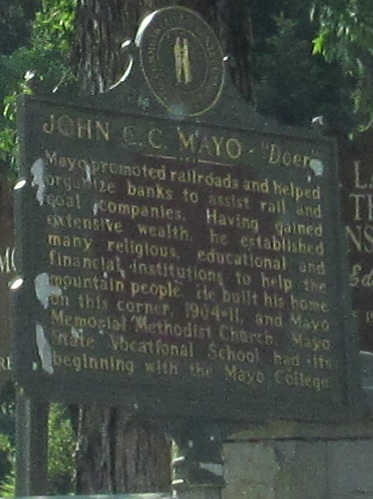 JOHN C.C. MAYO - "Doer"
Mayo promoted railroads and helped
organize banks to assist rail and
coal companies. Having gained
extensive wealth, he established
many religious, educational and
financial institutions to help the
mountain people. He built his home
on this corner, 1904-11, and Mayo
Memorial Methodist Church. Mayo
State Vocational School had its
beginning with the Mayo College